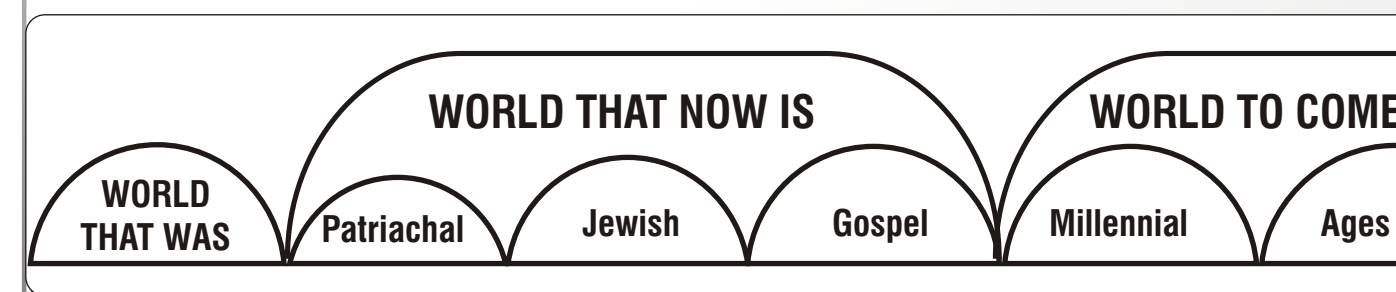 WORLD THAT NOW IS
WORLD TO COME
WORLD
THAT WAS
Patriachal
Jewish
Gospel
Millennial
Ages